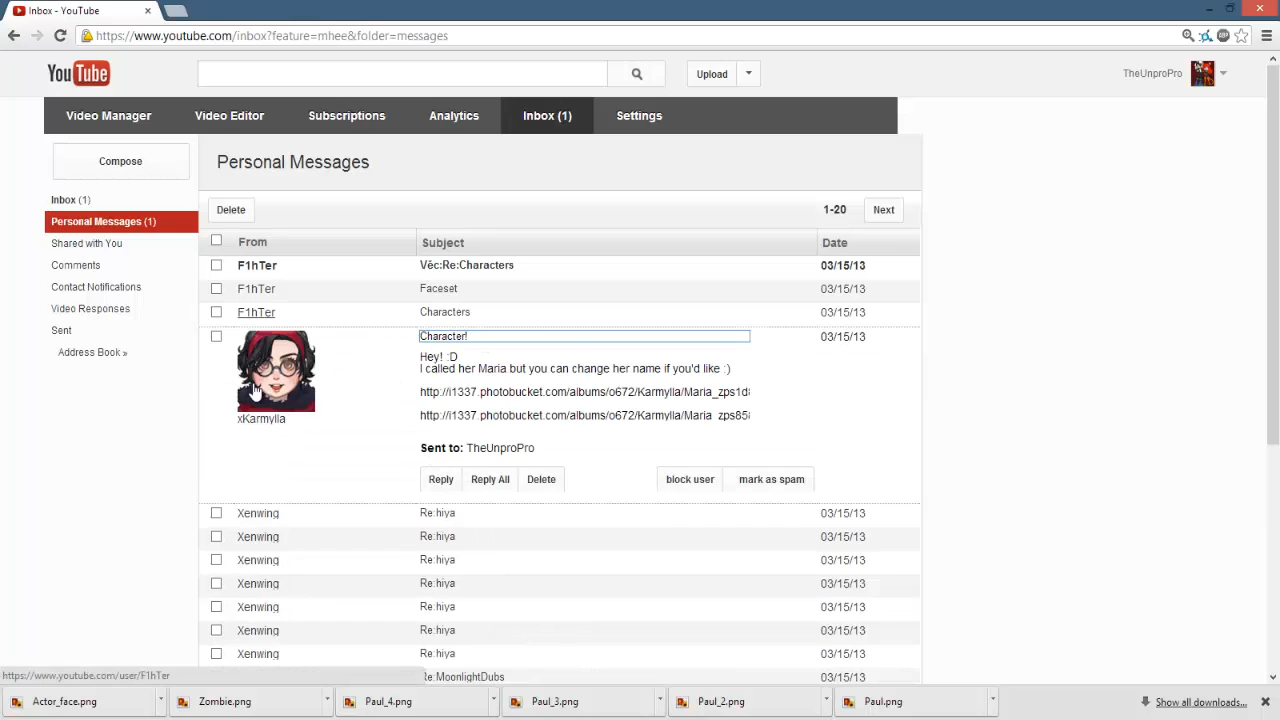 Inbox - YouTube
https://www.youtube.com/inbox?feature=mhee&folder=messages
ABP
YouTube
Upload
TheUnproPro
Video Manager Video Editor Subscriptions Analytics Inbox (1) Settings
Compose
Inbox (1)
Personal Messages (1)
Shared with You
Comments
Contact Notifications
Video Responses
Sent
Address Book »
Personal Messages
Delete 1-20 Next
From Subject Date
F1hTer Vêc:Re:Characters 03/15/13
F1hTer Faceset 03/15/13
F1hTer Characters 03/15/13
Character! 03/15/13
Hey! :D
I called her Maria but you can change her name if you'd like :)
http://i1337.photobucket.com/albums/o672/Karmylla/Maria_zps1d8
http://i1337.photobucket.com/albums/o672/Karmylla/Maria_zps85
xKarmylla
Sent to: TheUnproPro
Reply Reply All Delete block user mark as spam
Xenwing Re:hiya 03/15/13
Xenwing Re:hiya 03/15/13
Xenwing Re:hiya 03/15/13
Xenwing Re:hiya 03/15/13
Xenwing Re:hiya 03/15/13
Xenwing Re:hiya 03/15/13
Xenwing Re:hiya 03/15/13
Re:MoonlightDubs 03/15/13
https://www.youtube.com/user/F1hTer
Actor_face.png Zombie.png Paul_4.png Paul_3.png Paul_2.png Paul.png Show all downloads...